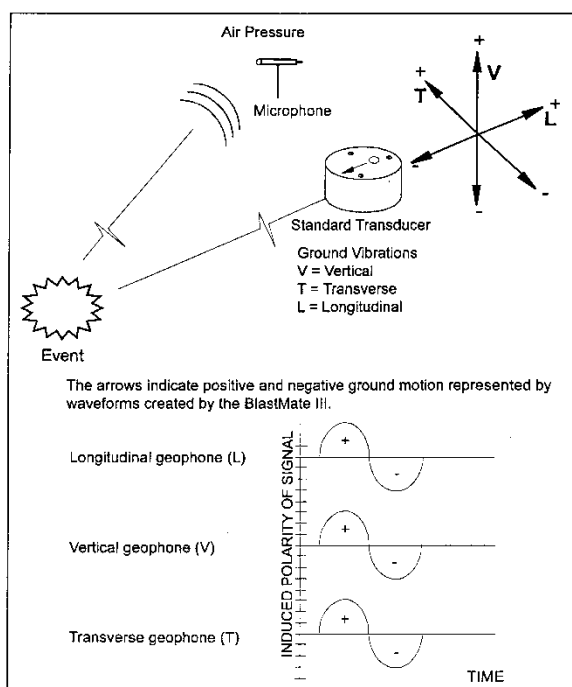 Air Pressure
Microphone
+
V
+
T
+
L
-
-
-
Standard Transducer
Ground Vibrations
V = Vertical
T = Transverse
L = Longitudinal
Event
The arrows indicate positive and negative ground motion represented by
waveforms created by the BlastMate III.
INDUCED POLARITY OF SIGNAL
Longitudinal geophone (L)
+
-
Vertical geophone (V)
+
-
Transverse geophone (T)
+
-
TIME